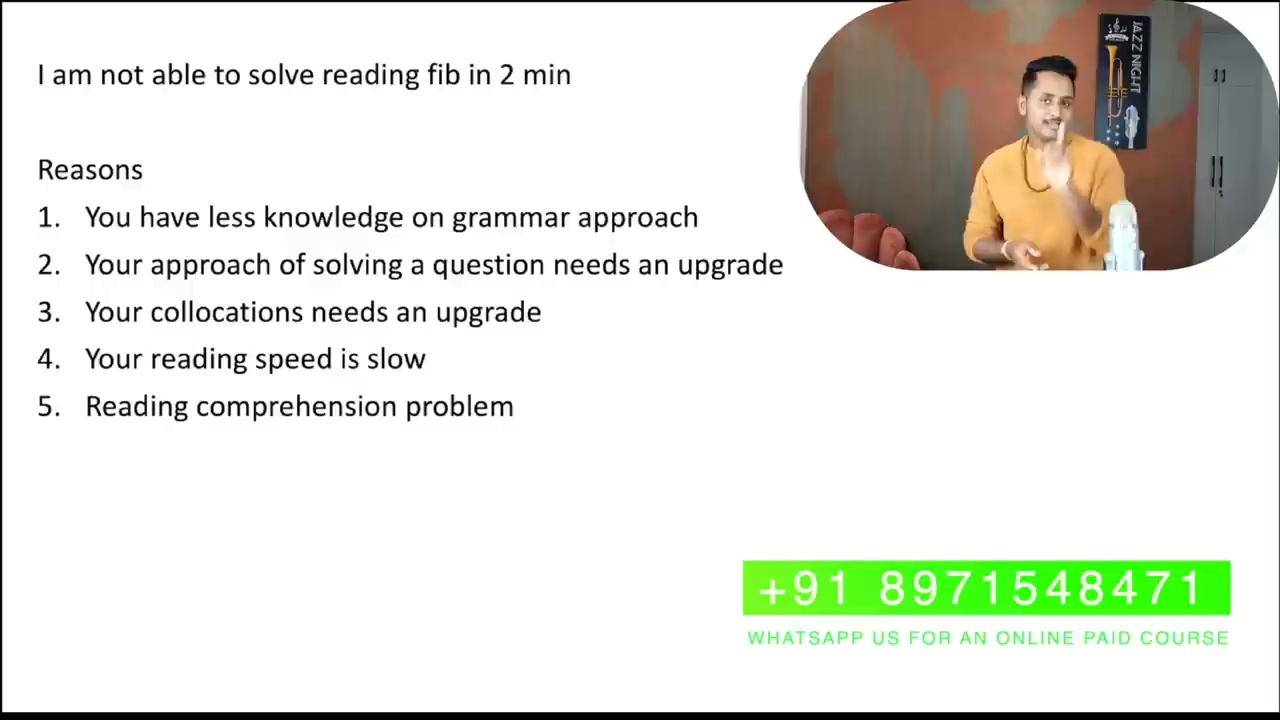 I am not able to solve reading fib in 2 min
Reasons
1. You have less knowledge on grammar approach
2. Your approach of solving a question needs an upgrade
3. Your collocations needs an upgrade
4. Your reading speed is slow
5. Reading comprehension problem
JAZZ NIGHT
+91 8971548471
WHATSAPP US FOR AN ONLINE PAID COURSE